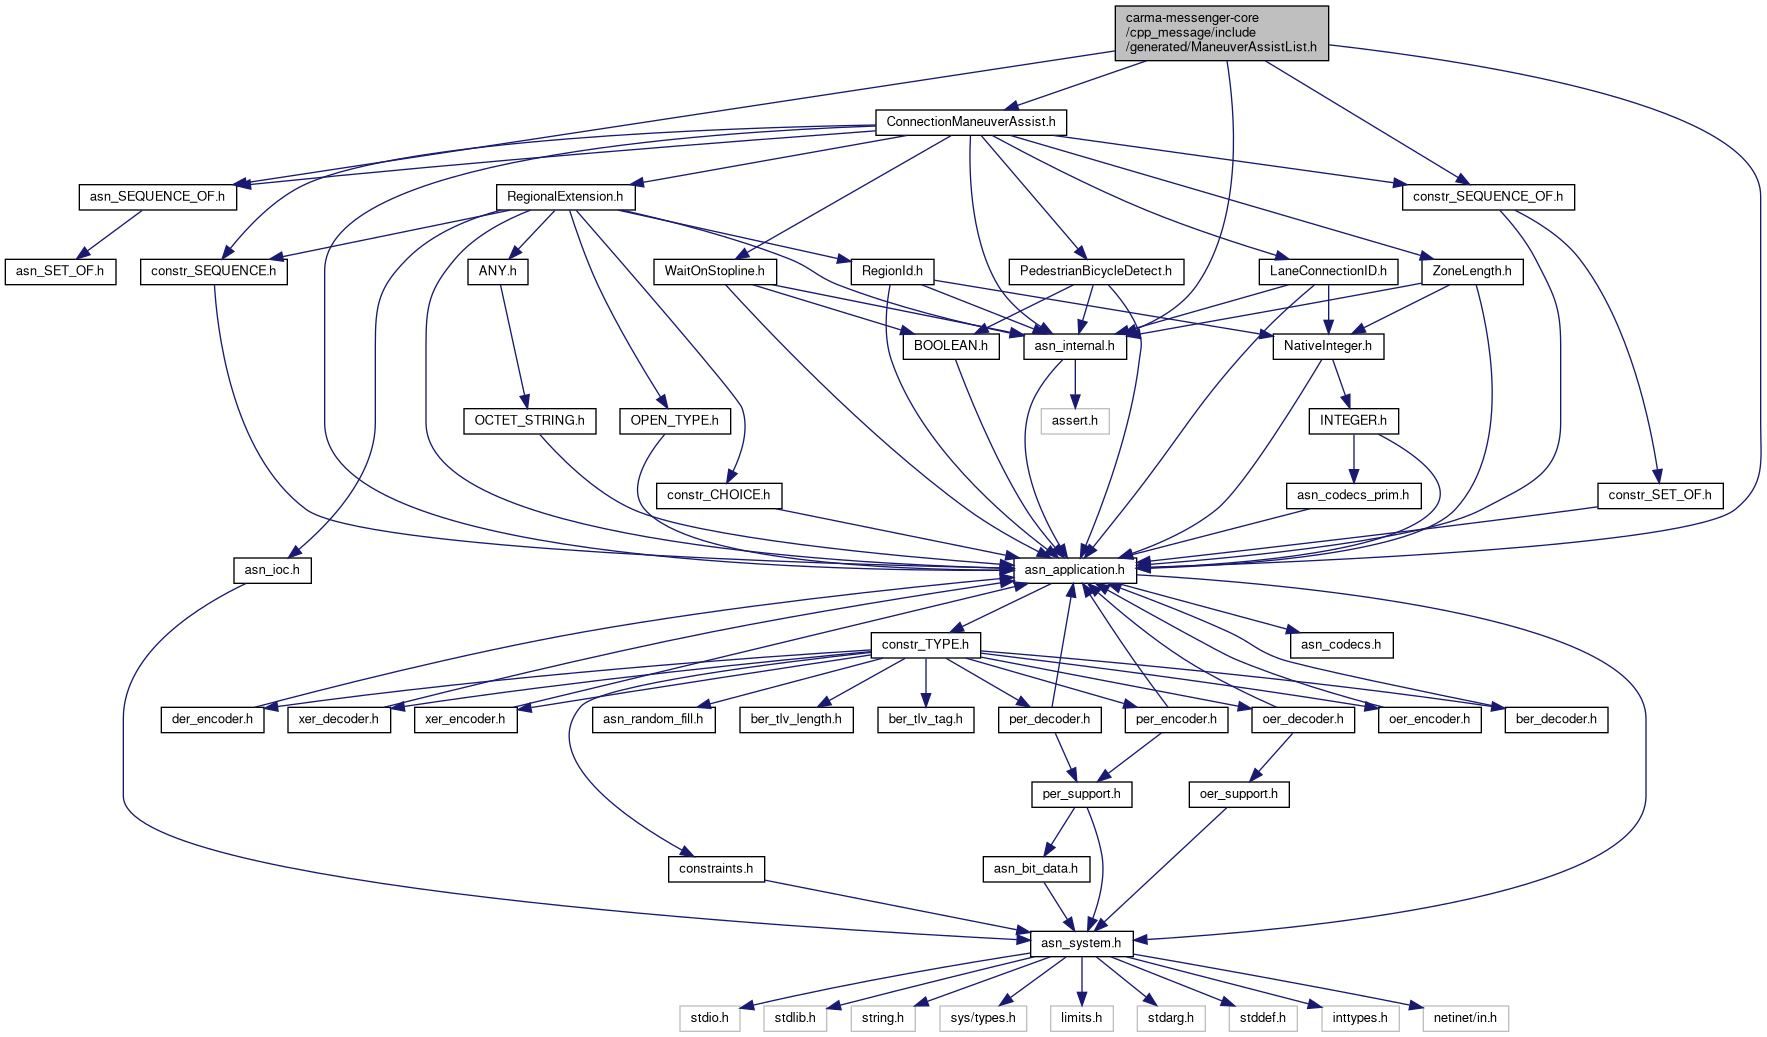 carma-messenger-core
/cpp_message/include
/generated/ManeuverAssistList.h
ConnectionManeuverAssist.h
asn_SEQUENCE_OF.h
RegionalExtension.h
constr_SEQUENCE_OF.h
asn_SET_OF.h
constr_SEQUENCE.h
ANY.h
WaitOnStopline.h
RegionId.h
PedestrianBicycleDetect.h
LaneConnectionID.h
ZoneLength.h
BOOLEAN.h
asn_internal.h
NativeInteger.h
OCTET_STRING.h
OPEN_TYPE.h
assert.h
INTEGER.h
constr_CHOICE.h
asn_codecs_prim.h
constr_SET_OF.h
asn_ioc.h
asn_application.h
constr_TYPE.h
asn_codecs.h
der_encoder.h
xer_decoder.h
xer_encoder.h
asn_random_fill.h
ber_tlv_length.h
ber_tlv_tag.h
per_decoder.h
per_encoder.h
oer_decoder.h
oer_encoder.h
ber_decoder.h
per_support.h
oer_support.h
constraints.h
asn_bit_data.h
asn_system.h
stdio.h
stdlib.h
string.h
sys/types.h
limits.h
stdarg.h
stddef.h
inttypes.h
netinet/in.h